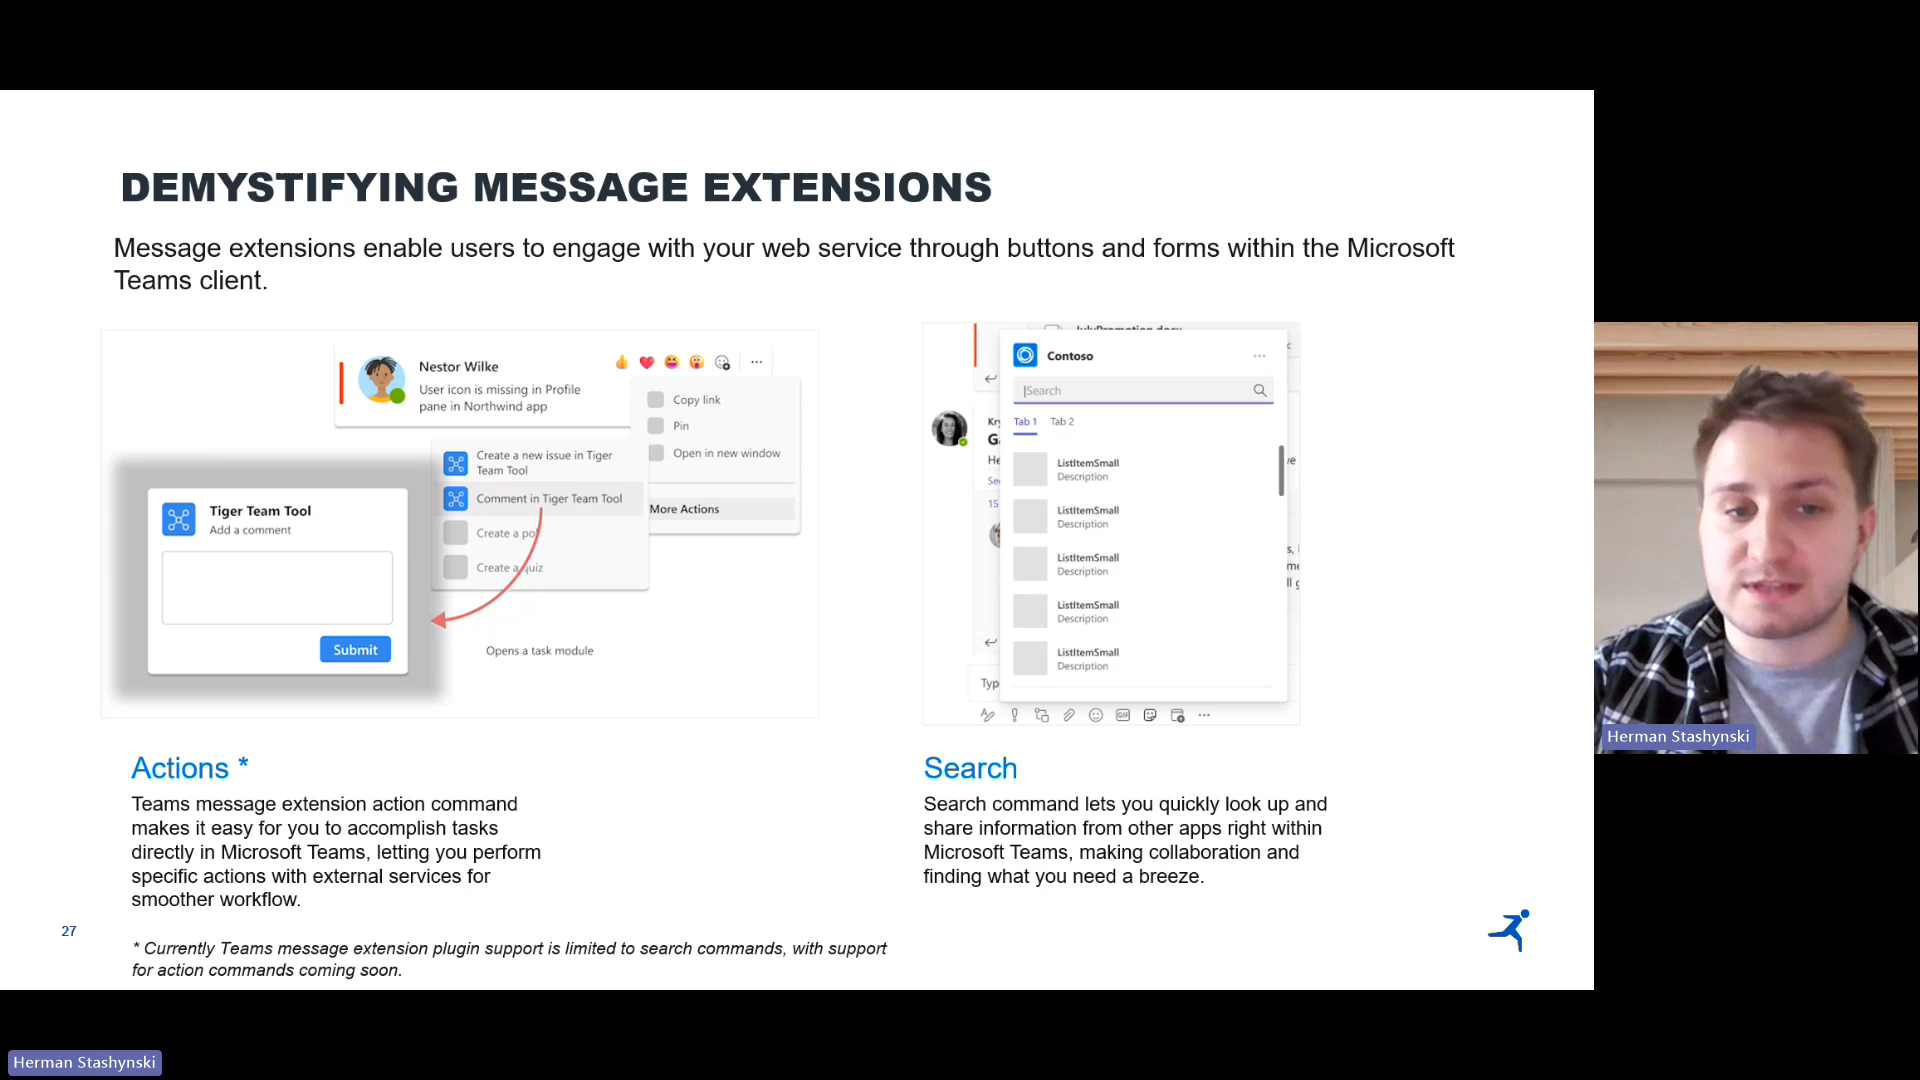 DEMYSTIFYING MESSAGE EXTENSIONS
Message extensions enable users to engage with your web service through buttons and forms within the Microsoft
Teams client.
Nestor Wilke
User icon is missing in Profile
pane in Northwind app
Copy link
Pin
Open in new window
More Actions
Create a new issue in Tiger
Team Tool
Comment in Tiger Team Tool
Create a
Create a quiz
Tiger Team Tool
Add a comment
Submit
Opens a task module
Contoso
Search
Tab 1 Tab 2
ListItemSmall
Description
ListItemSmall
Description
ListItemSmall
Description
ListItemSmall
Description
ListItemSmall
Description
15
GIF
Actions *
Teams message extension action command
makes it easy for you to accomplish tasks
directly in Microsoft Teams, letting you perform
specific actions with external services for
smoother workflow.
* Currently Teams message extension plugin support is limited to search commands, with support
for action commands coming soon.
Search
Search command lets you quickly look up and
share information from other apps right within
Microsoft Teams, making collaboration and
finding what you need a breeze.
27
Herman Stashynski
Herman Stashynski